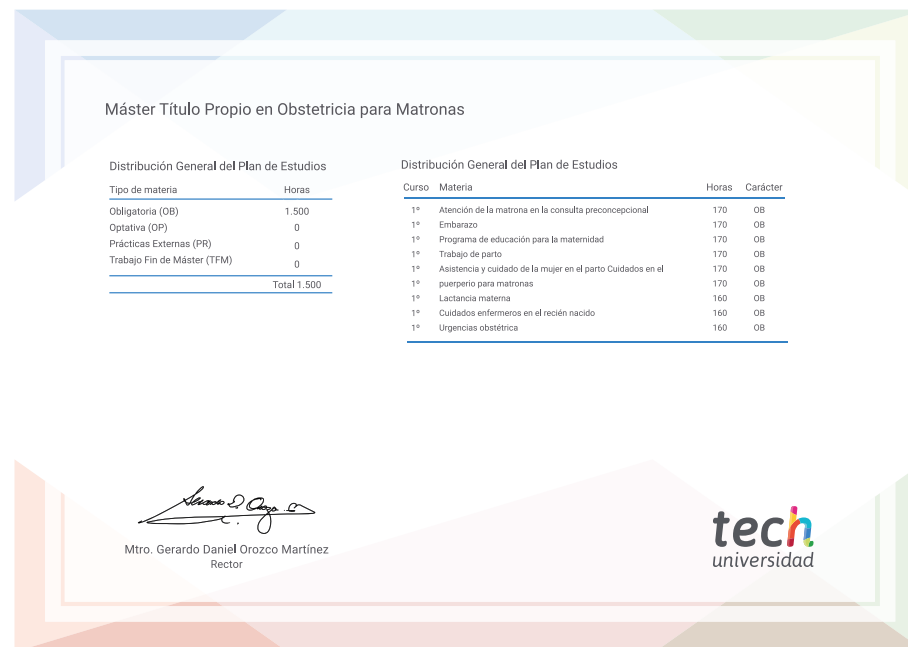 Máster Título Propio en Obstetricia para Matronas
Distribución General del Plan de Estudios
Tipo de materia Horas
Obligatoria (OB) 1.500
Optativa (OP) 0
Prácticas Externas (PR) 0
Trabajo Fin de Máster (TFM) 0
Total 1.500
Distribución General del Plan de Estudios
Curso Materia Horas Carácter
1º Atención de la matrona en la consulta preconcepcional 170 OB
1º Embarazo 170 OB
1º Programa de educación para la maternidad 170 OB
1º Trabajo de parto 170 OB
1º Asistencia y cuidado de la mujer en el parto Cuidados en el 170 OB
1º puerperio para matronas 170 OB
1º Lactancia materna 160 OB
1º Cuidados enfermeros en el recién nacido 160 OB
1º Urgencias obstétrica 160 OB
Mtro. Gerardo Daniel Orozco Martínez
Rector
tech
universidad